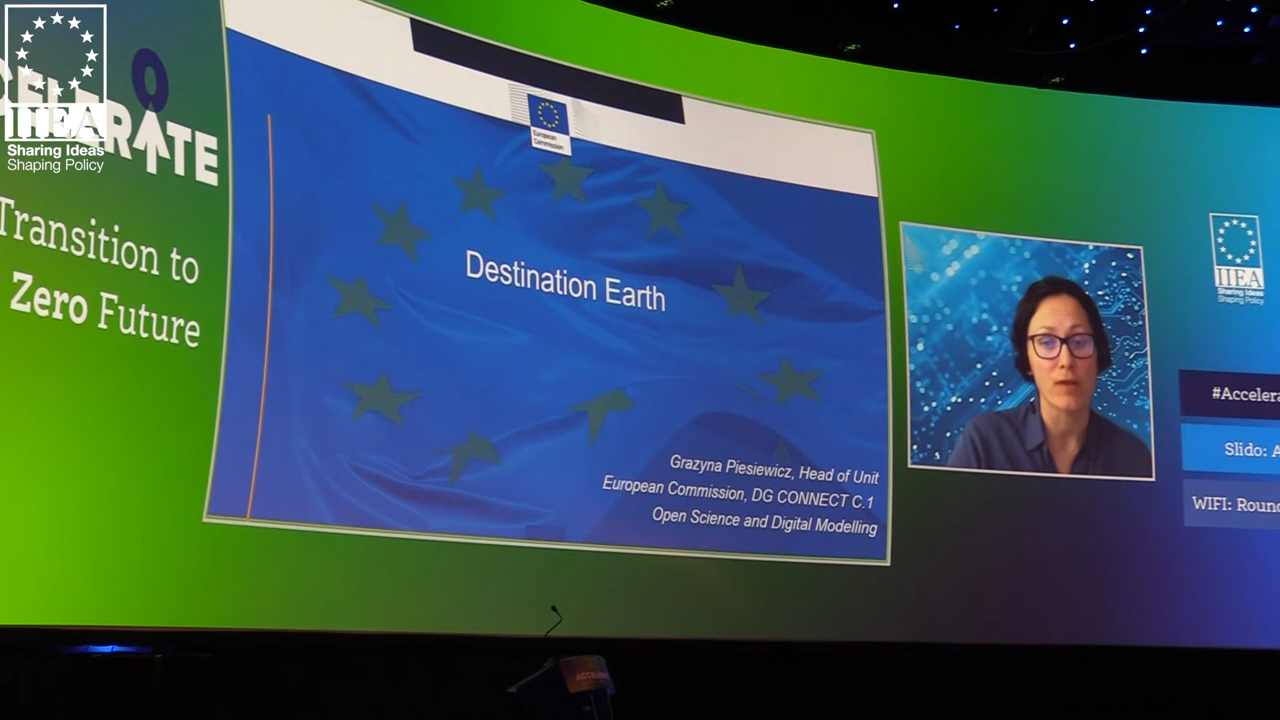 IIEA
Sharing Ideas
Shaping Policy
Transition to
Zero Future
European
Commission
Destination Earth
Grazyna Piesiewicz, Head of Unit
European Commission, DG CONNECT C.1
Open Science and Digital Modelling
IIEA
Sharing Ideas
Shaping Policy
#Accelera
Slido: A
WIFI: Round